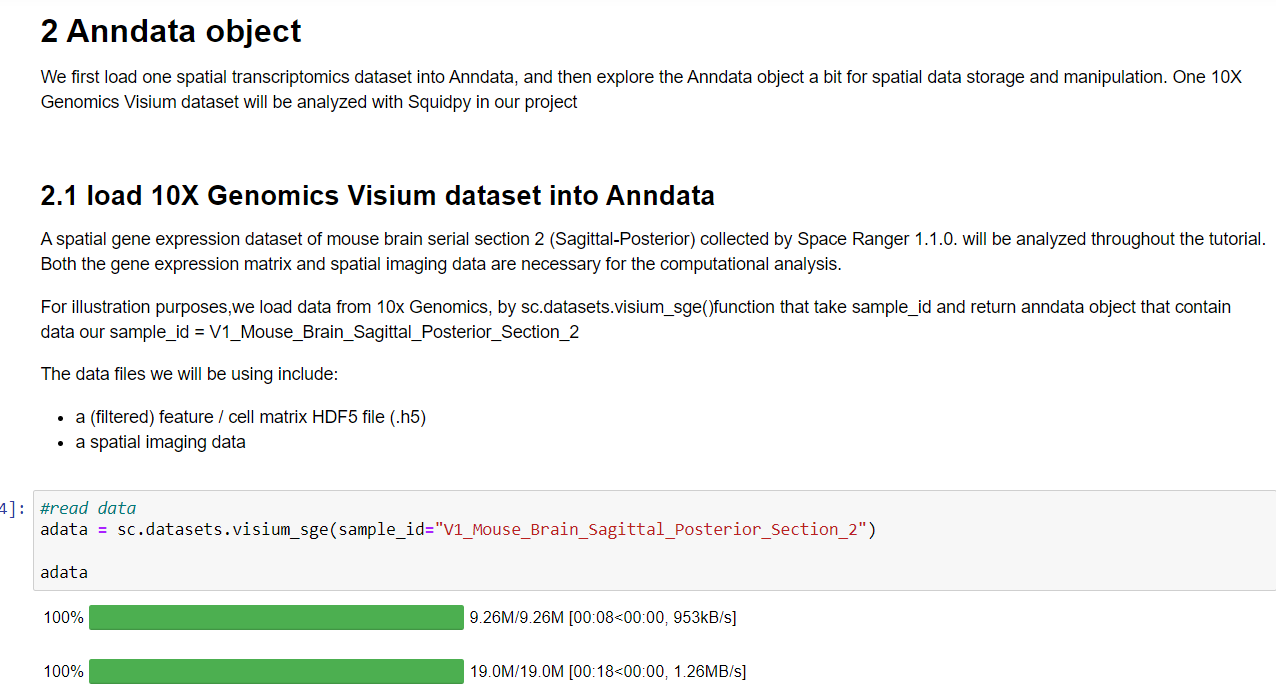 2 Anndata object
We first load one spatial transcriptomics dataset into Anndata, and then explore the Anndata object a bit for spatial data storage and manipulation. One 10X
Genomics Visium dataset will be analyzed with Squidpy in our project
2.1 load 10X Genomics Visium dataset into Anndata
A spatial gene expression dataset of mouse brain serial section 2 (Sagittal-Posterior) collected by Space Ranger 1.1.0. will be analyzed throughout the tutorial.
Both the gene expression matrix and spatial imaging data are necessary for the computational analysis.
For illustration purposes,we load data from 10x Genomics, by sc.datasets.visium_sge()function that take sample_id and return anndata object that contain
data our sample_id = V1_Mouse_Brain_Sagittal_Posterior_Section_2
The data files we will be using include:
• a (filtered) feature / cell matrix HDF5 file (.h5)
• a spatial imaging data
4]: #read data
adata = sc.datasets.visium_sge(sample_id="V1_Mouse_Brain_Sagittal_Posterior_Section_2")
adata
100% 9.26M/9.26M [00:08<00:00, 953kB/s]
100% 19.0M/19.0M [00:18<00:00, 1.26MB/s]